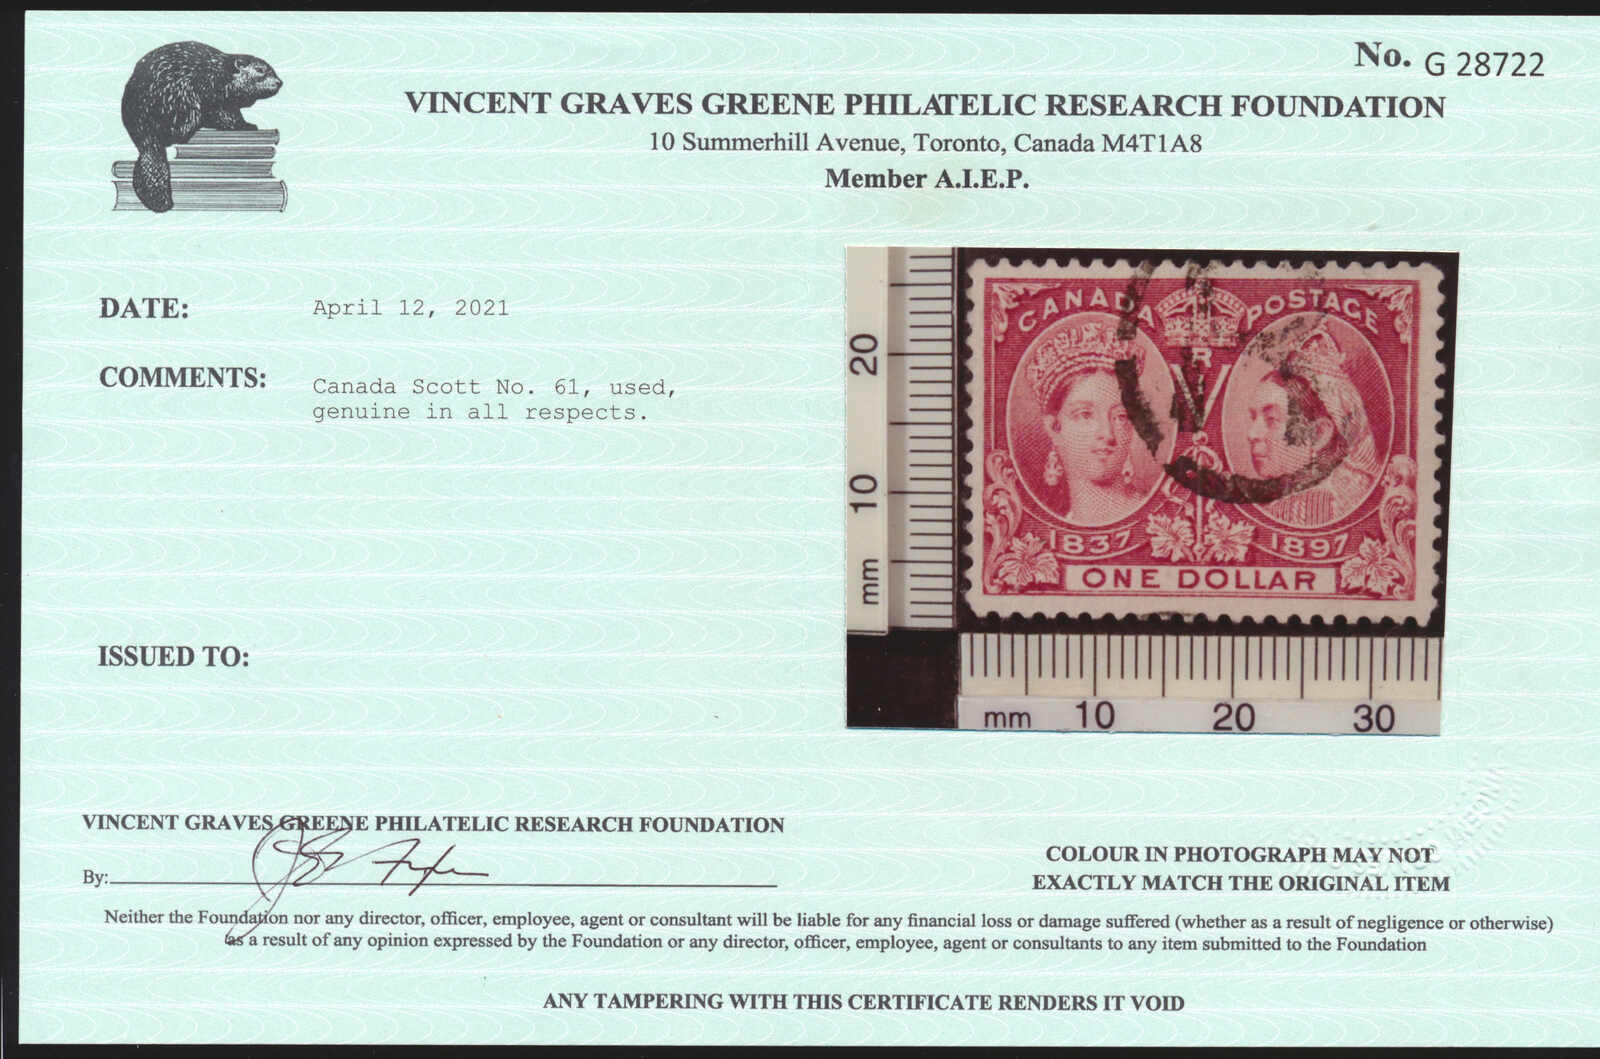 No. G 28722
VINCENT GRAVES GREENE PHILATELIC RESEARCH FOUNDATION
10 Summerhill Avenue, Toronto, Canada M4T1A8
Member A.I.E.P.
DATE: April 12, 2021
COMMENTS: Canada Scott No. 61, used,
genuine in all respects.
ISSUED TO:
20
10
mm
CANADA POSTAGE
V R
1837 1897
ONE DOLLAR
mm 10 20 30
VINCENT GRAVES GREENE PHILATELIC RESEARCH FOUNDATION
By:
COLOUR IN PHOTOGRAPH MAY NOT
EXACTLY MATCH THE ORIGINAL ITEM
Neither the Foundation nor any director, officer, employee, agent or consultant will be liable for any financial loss or damage suffered (whether as a result of negligence or otherwise)
as a result of any opinion expressed by the Foundation or any director, officer, employee, agent or consultants to any item submitted to the Foundation
ANY TAMPERING WITH THIS CERTIFICATE RENDERS IT VOID